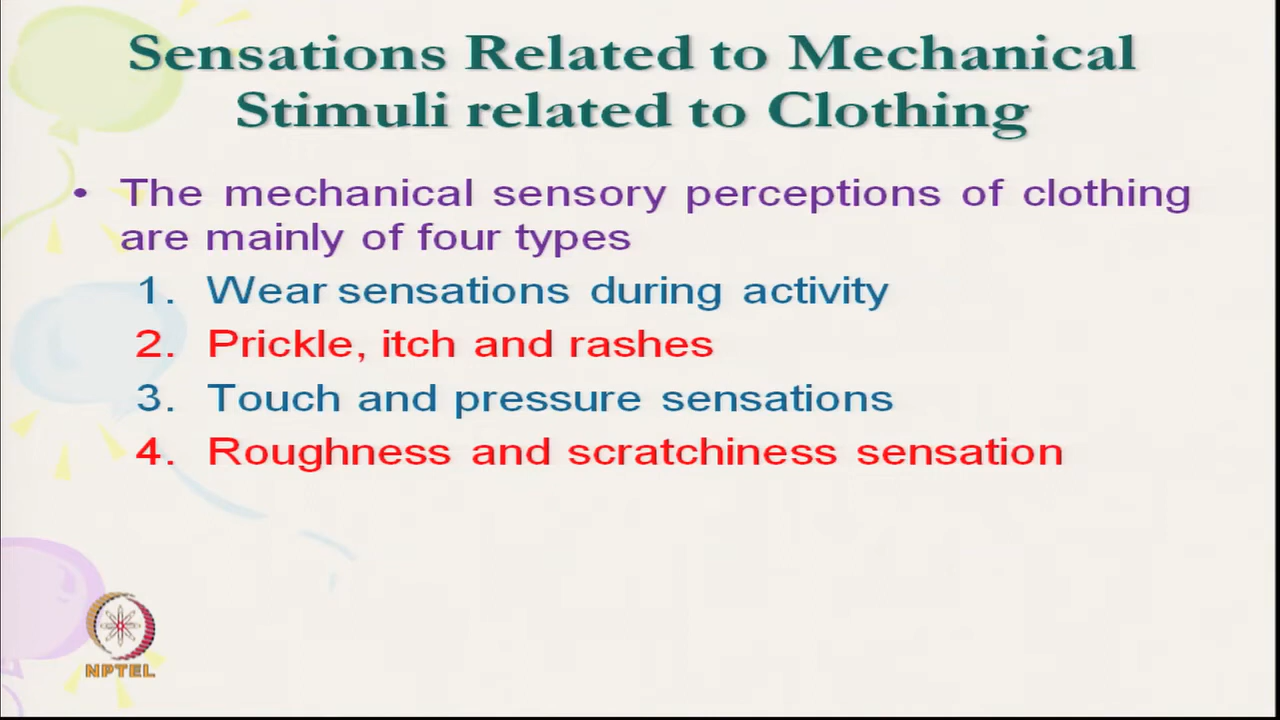 Sensations Related to Mechanical
Stimuli related to Clothing
• The mechanical sensory perceptions of clothing
are mainly of four types
1. Wear sensations during activity
2. Prickle, itch and rashes
3. Touch and pressure sensations
4. Roughness and scratchiness sensation
NPTEL